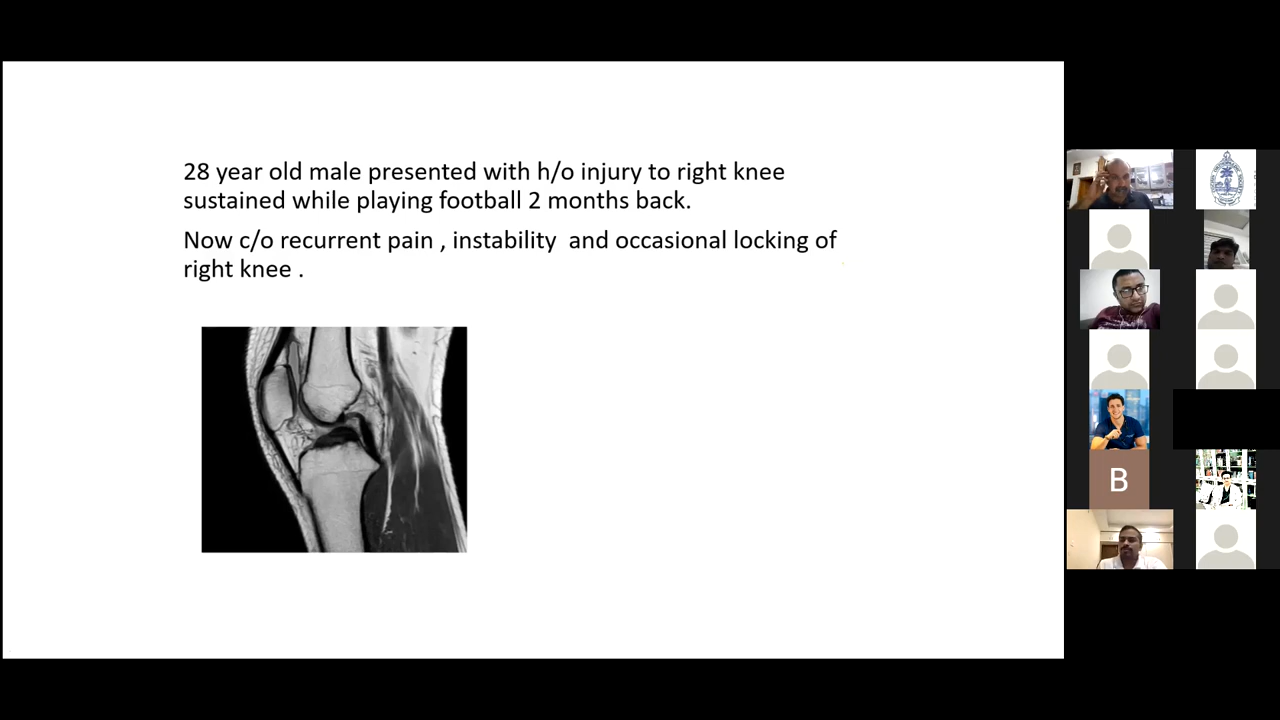 28 year old male presented with h/o injury to right knee
sustained while playing football 2 months back.
Now c/o recurrent pain , instability  and occasional locking of
right knee .
B